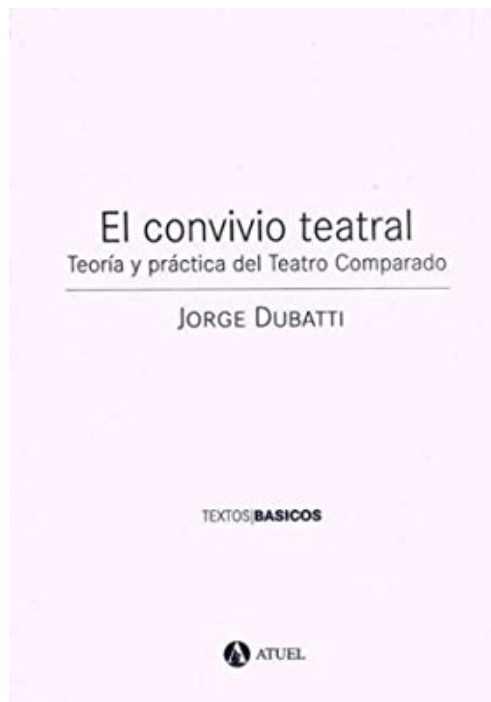 El convivio teatral
Teoría y práctica del Teatro Comparado
JORGE DUBATTI
TEXTOS|BASICOS
ATUEL